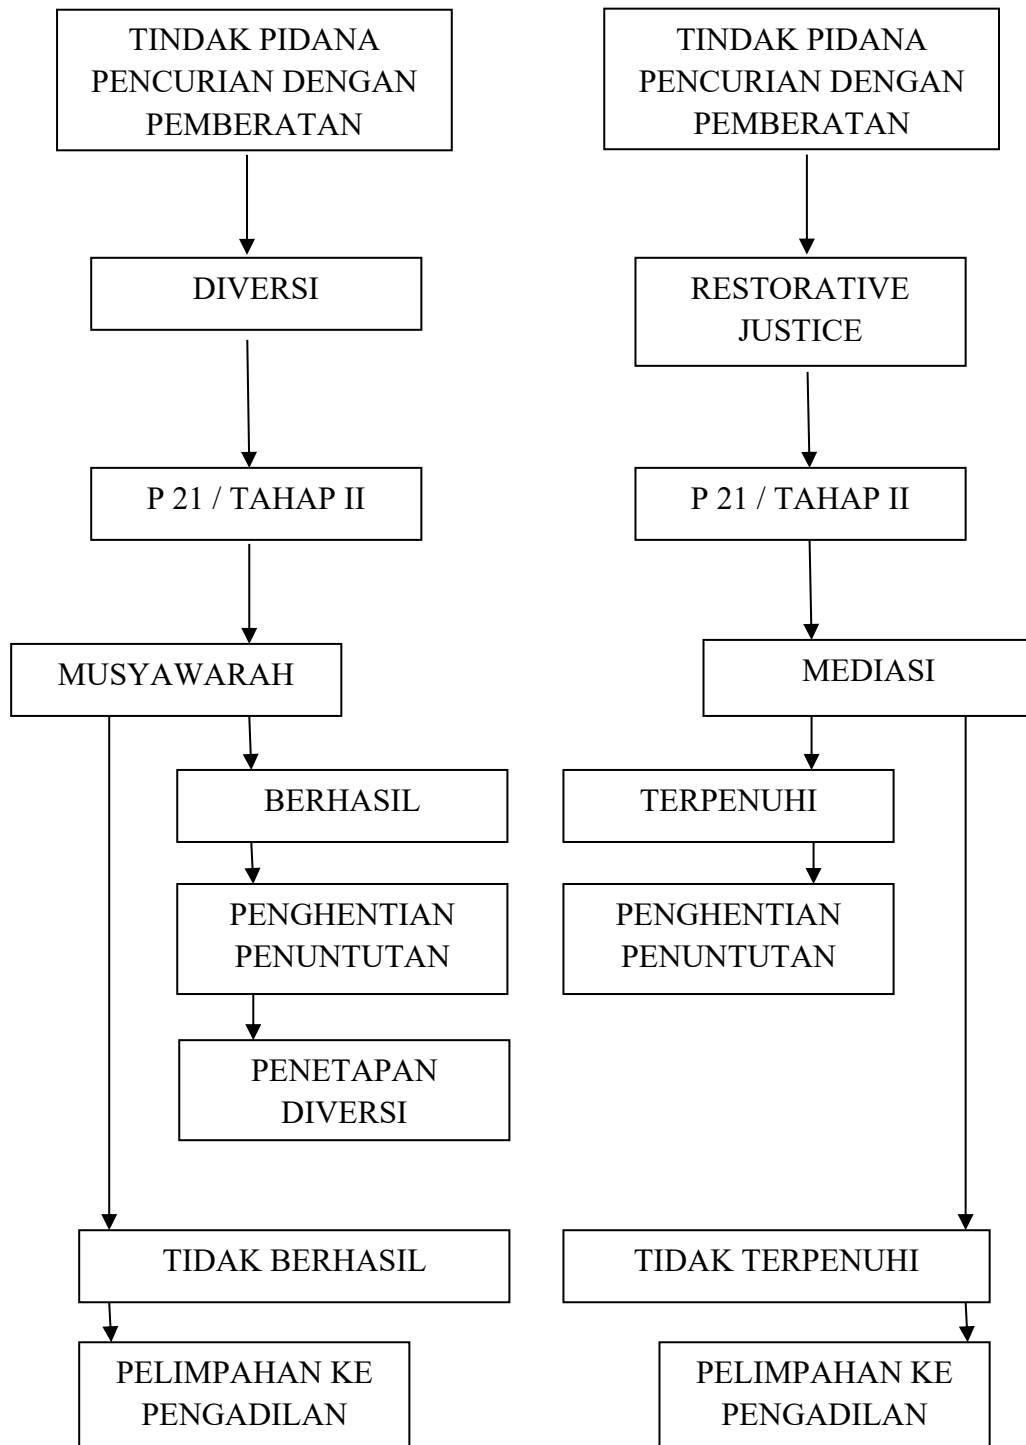 TINDAK PIDANA
PENCURIAN DENGAN
PEMBERATAN
DIVERSI
P 21 / TAHAP II
MUSYAWARAH
BERHASIL
PENGHENTIAN
PENUNTUTAN
PENETAPAN
DIVERSI
TIDAK BERHASIL
PELIMPAHAN KE
PENGADILAN
TINDAK PIDANA
PENCURIAN DENGAN
PEMBERATAN
RESTORATIVE
JUSTICE
P 21 / TAHAP II
MEDIASI
TERPENUHI
PENGHENTIAN
PENUNTUTAN
TIDAK TERPENUHI
PELIMPAHAN KE
PENGADILAN